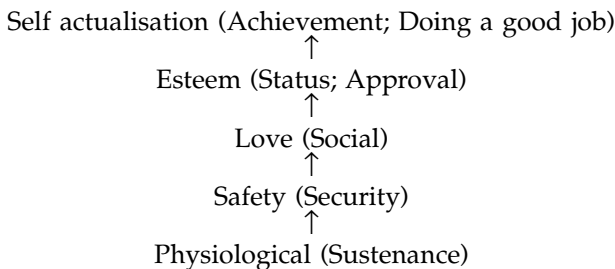 Self actualisation (Achievement; Doing a good job)
↑
Esteem (Status; Approval)
↑
Love (Social)
↑
Safety (Security)
↑
Physiological (Sustenance)